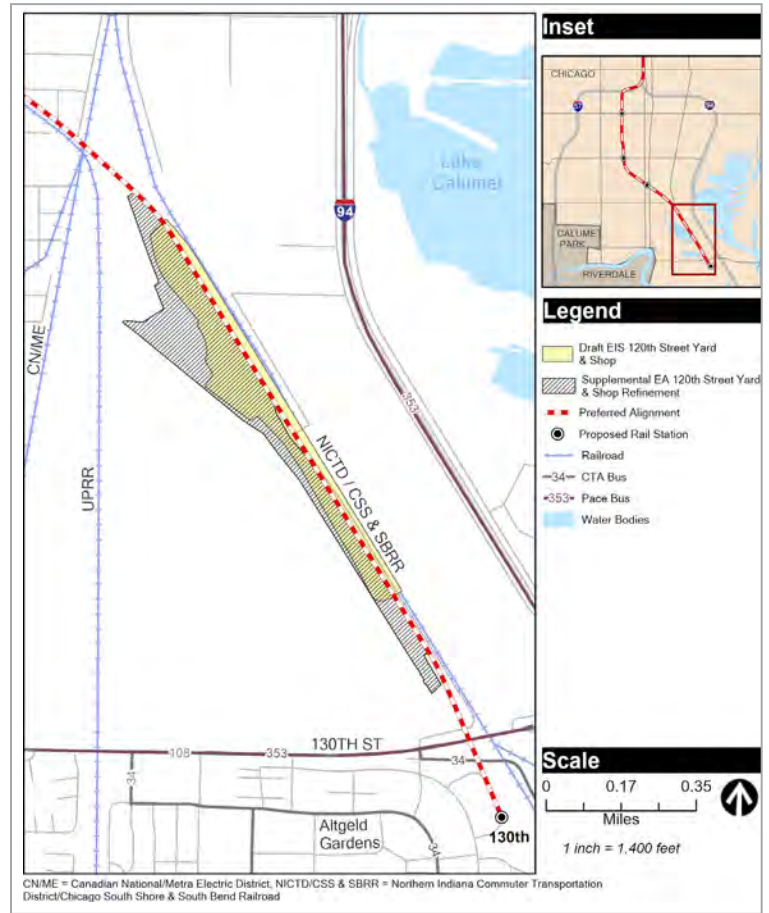 Lake
Calumet
94
CN/ME
353
NICTD / CSS & SBRR
UPRR
130TH ST
108
353
34
34
Altgeld
Gardens
34
130th
Inset
CHICAGO
57
94
CALUMET
PARK
RIVERDALE
Legend
Draft EIS 120th Street Yard
& Shop
Supplemental EA 120th Street Yard
& Shop Refinement
Preferred Alignment
Proposed Rail Station
Railroad
34 CTA Bus
353 Pace Bus
Water Bodies
Scale
0 0.17 0.35
Miles
1 inch = 1,400 feet
CN/ME = Canadian National/Metra Electric District, NICTD/CSS & SBRR = Northern Indiana Commuter Transportation
District/Chicago South Shore & South Bend Railroad